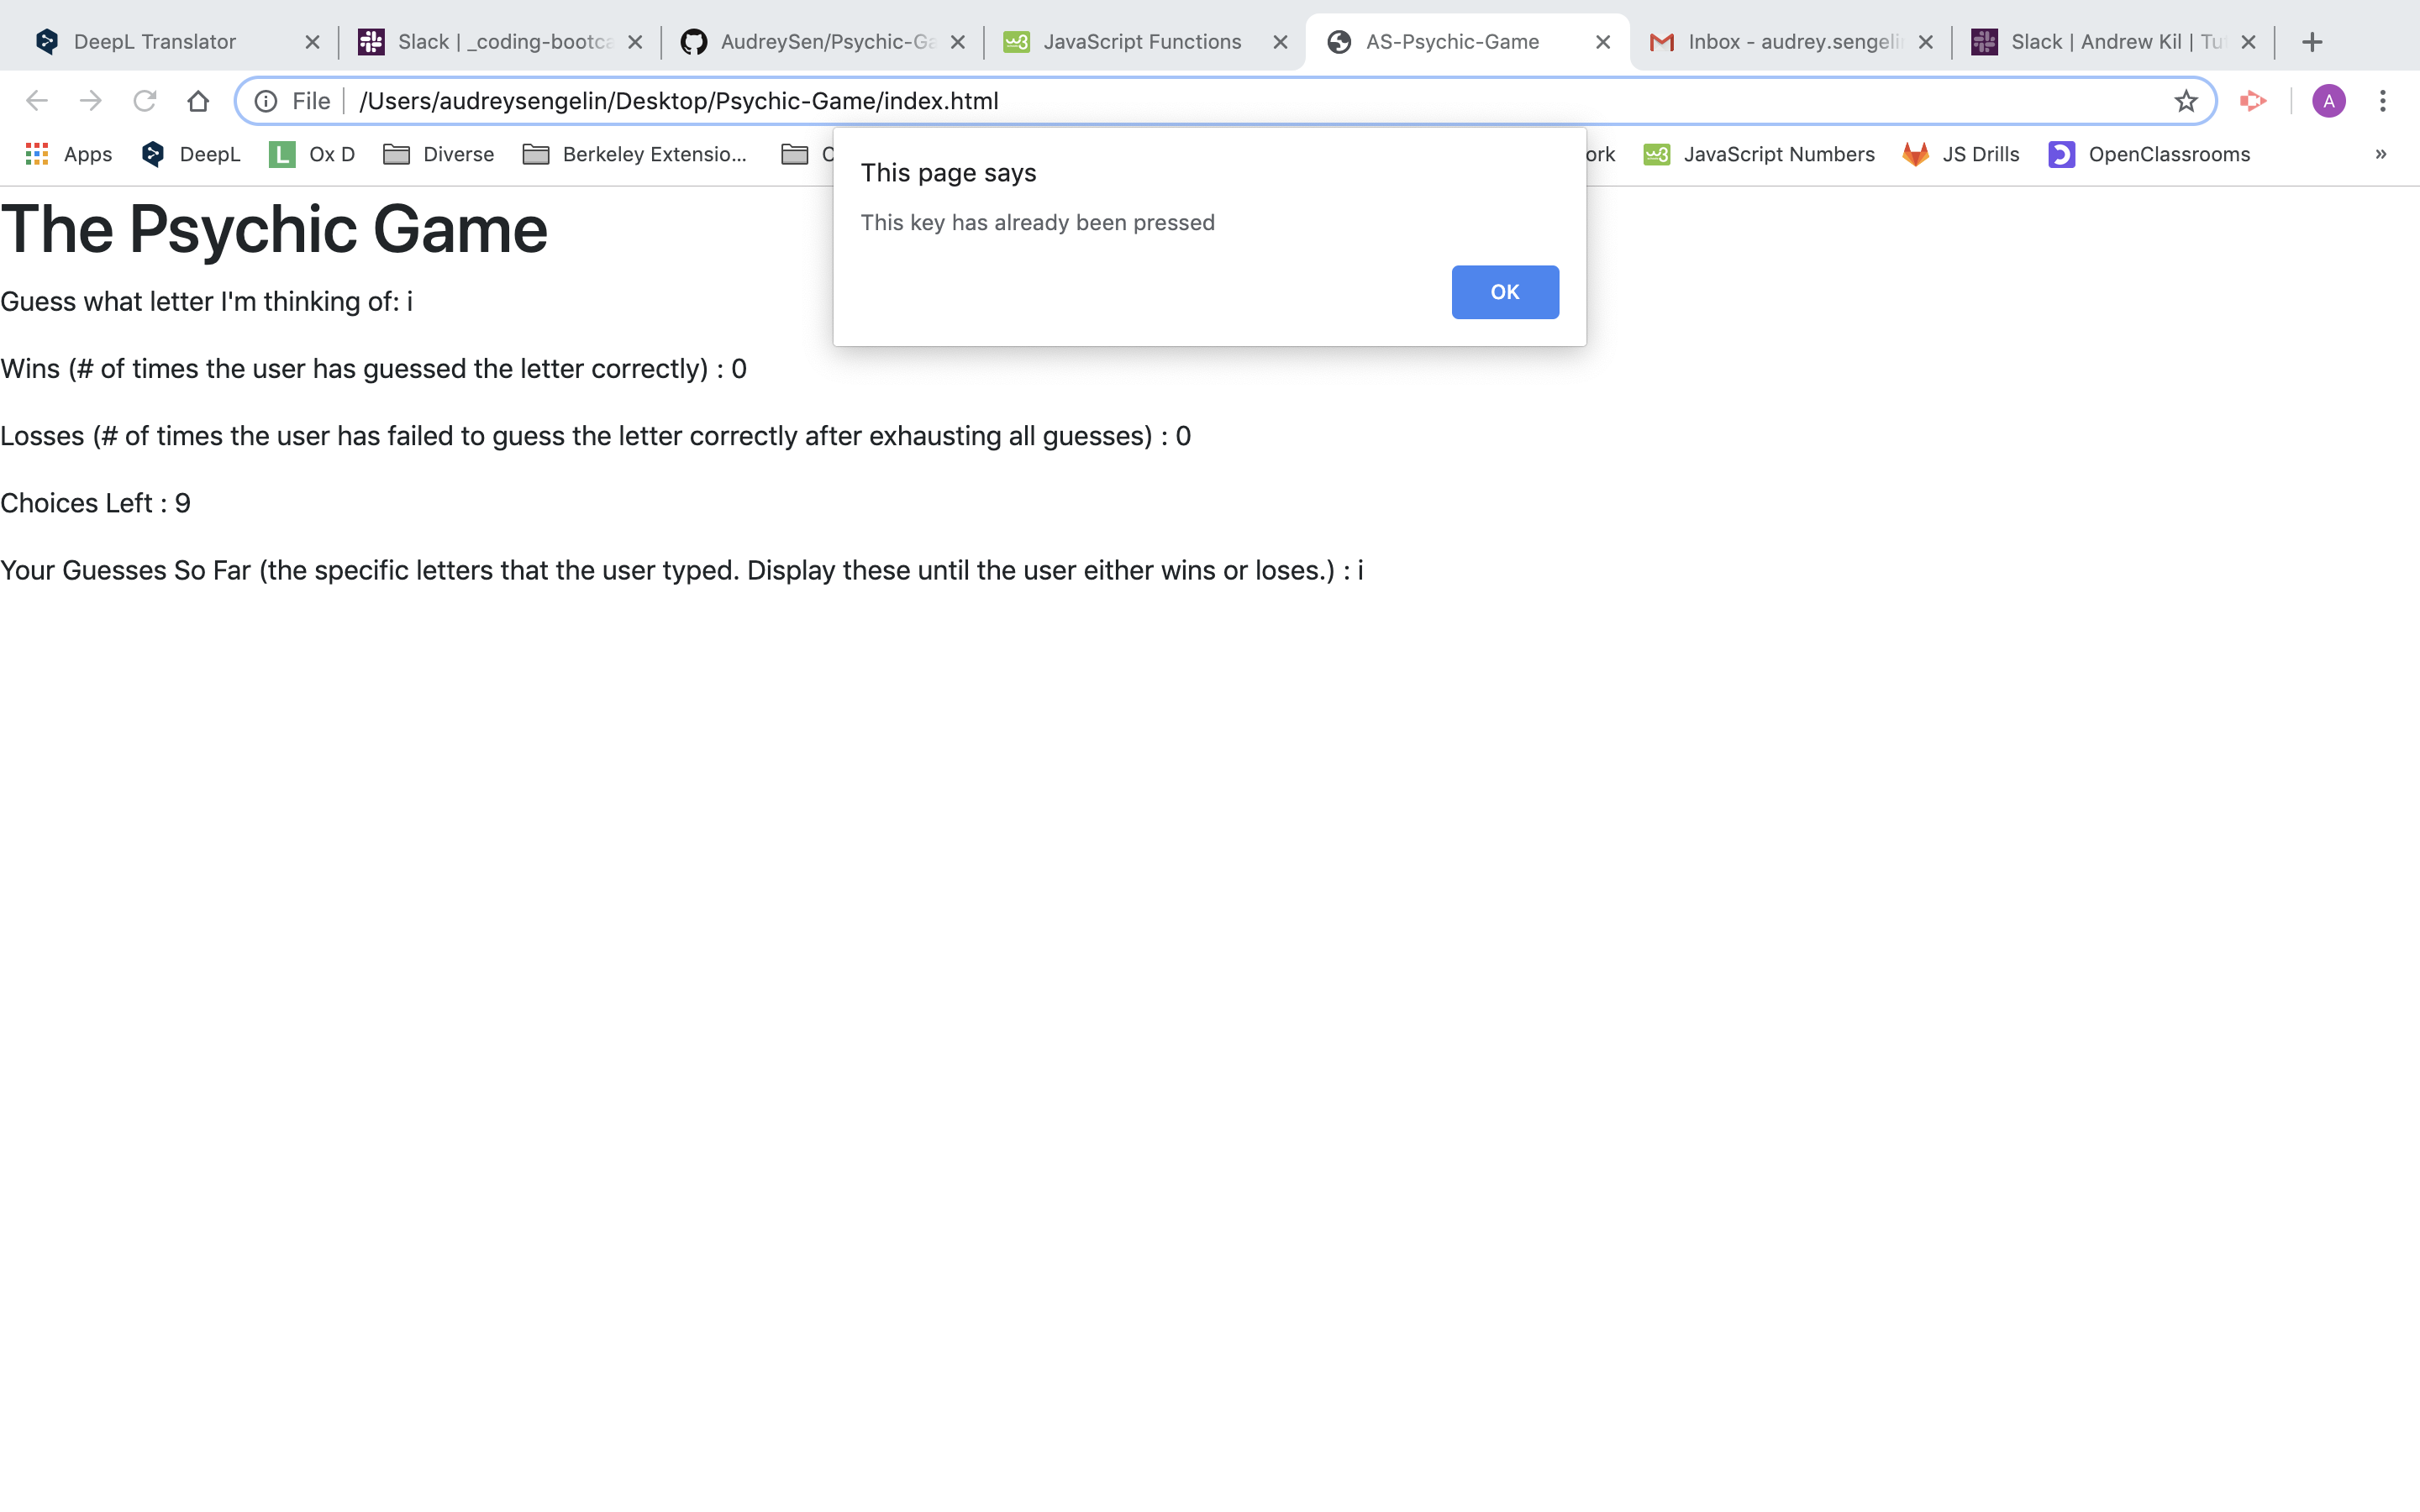 DeepL Translator
Slack | _coding-bootca
AudreySen/Psychic-Ga
JavaScript Functions
AS-Psychic-Game
Inbox - audrey.sengelin
Slack | Andrew Kil | Tut
File
/Users/audreysengelin/Desktop/Psychic-Game/index.html
A
Apps
DeepL
L
Ox D
Diverse
Berkeley Extensio...
ork
JavaScript Numbers
JS Drills
OpenClassrooms
»
This page says
This key has already been pressed
OK
The Psychic Game
Guess what letter I'm thinking of: i
Wins (# of times the user has guessed the letter correctly) : 0
Losses (# of times the user has failed to guess the letter correctly after exhausting all guesses) : 0
Choices Left : 9
Your Guesses So Far (the specific letters that the user typed. Display these until the user either wins or loses.) : i